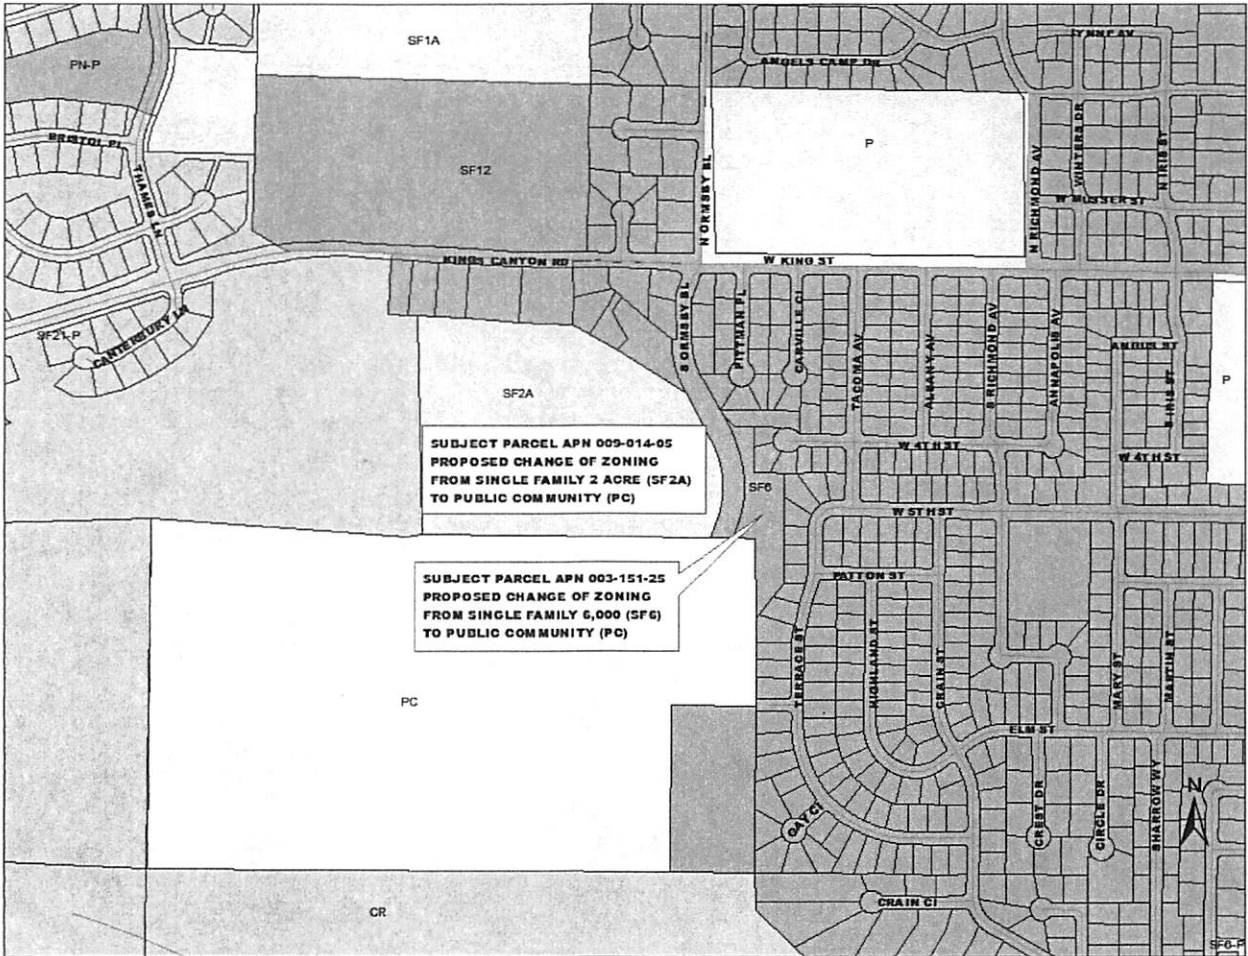 SF1A
LYNNE AV
PN-P
ANGELS CAMP DR
P
BRISTOL PL
THAMES LN
SF12
N ORMSBY BL
N RICHMOND AV
WINTERS DR
N IRIS ST
W MUSSER ST
KINGS CANYON RD
W KING ST
SF21-P
CANTERBURY LN
S ORMSBY BL
PITTMAN PL
CARVILLE CI
TACOMA AV
ALBANY AV
S RICHMOND AV
ANNAPOLIS AV
ANGUS ST
S IRIS ST
P
SF2A
SUBJECT PARCEL APN 009-014-05
PROPOSED CHANGE OF ZONING
FROM SINGLE FAMILY 2 ACRE (SF2A)
TO PUBLIC COMMUNITY (PC)
W 4TH ST
W 4TH ST
SF6
W 5TH ST
SUBJECT PARCEL APN 003-151-25
PROPOSED CHANGE OF ZONING
FROM SINGLE FAMILY 6,000 (SF6)
TO PUBLIC COMMUNITY (PC)
PATTON ST
TERRACE ST
HIGHLAND ST
CRAIN ST
MARY ST
MARTIN ST
PC
ELM ST
GAY CI
CREST DR
CIRCLE DR
SHARROW WY
N
CR
CRAIN CI
SF6-P